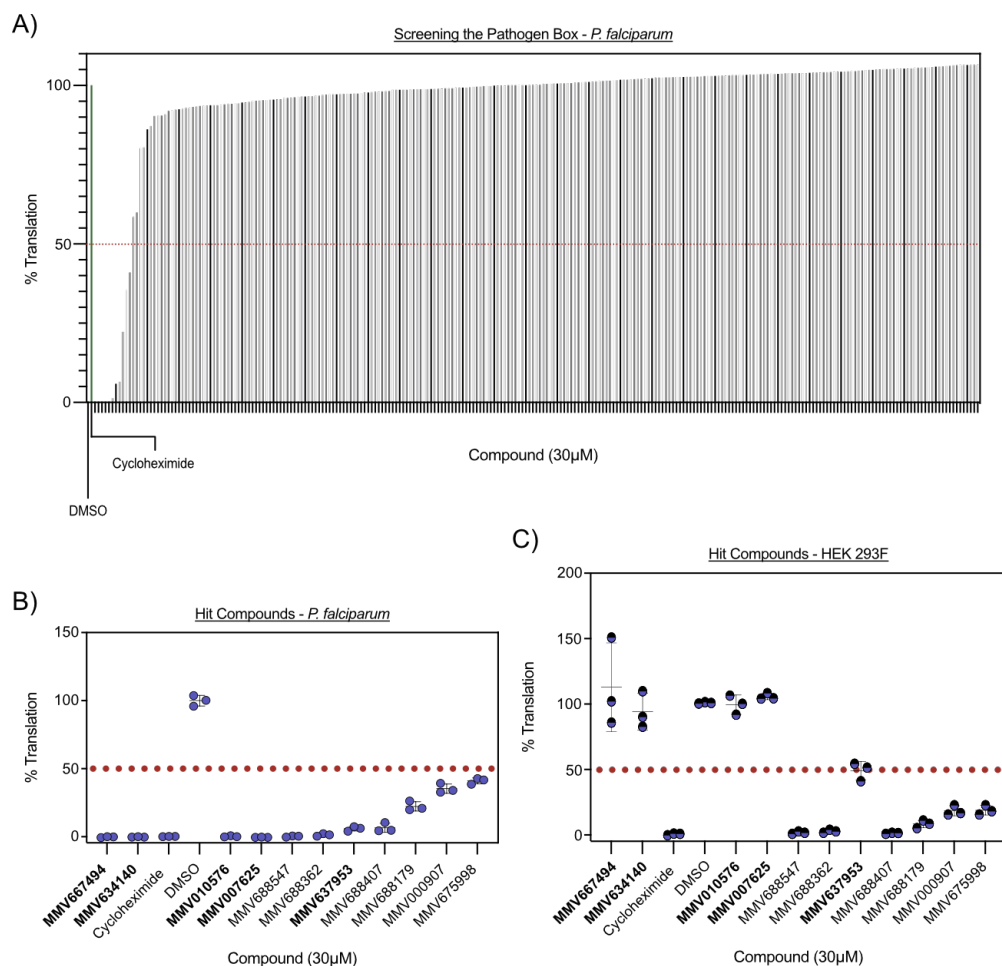 A)
Screening the Pathogen Box - P. falciparum
% Translation
100
50
0
Cycloheximide
Compound (30µM)
DMSO
B)
Hit Compounds - P. falciparum
% Translation
150
100
50
0
MMV667494
MMV634140
Cycloheximide
DMSO
MMV010576
MMV007625
MMV688547
MMV688362
MMV637953
MMV688407
MMV688179
MMV000907
MMV675998
Compound (30µM)
C)
Hit Compounds - HEK 293F
% Translation
200
150
100
50
0
MMV667494
MMV634140
Cycloheximide
DMSO
MMV010576
MMV007625
MMV688547
MMV688362
MMV637953
MMV688407
MMV688179
MMV000907
MMV675998
Compound (30µM)